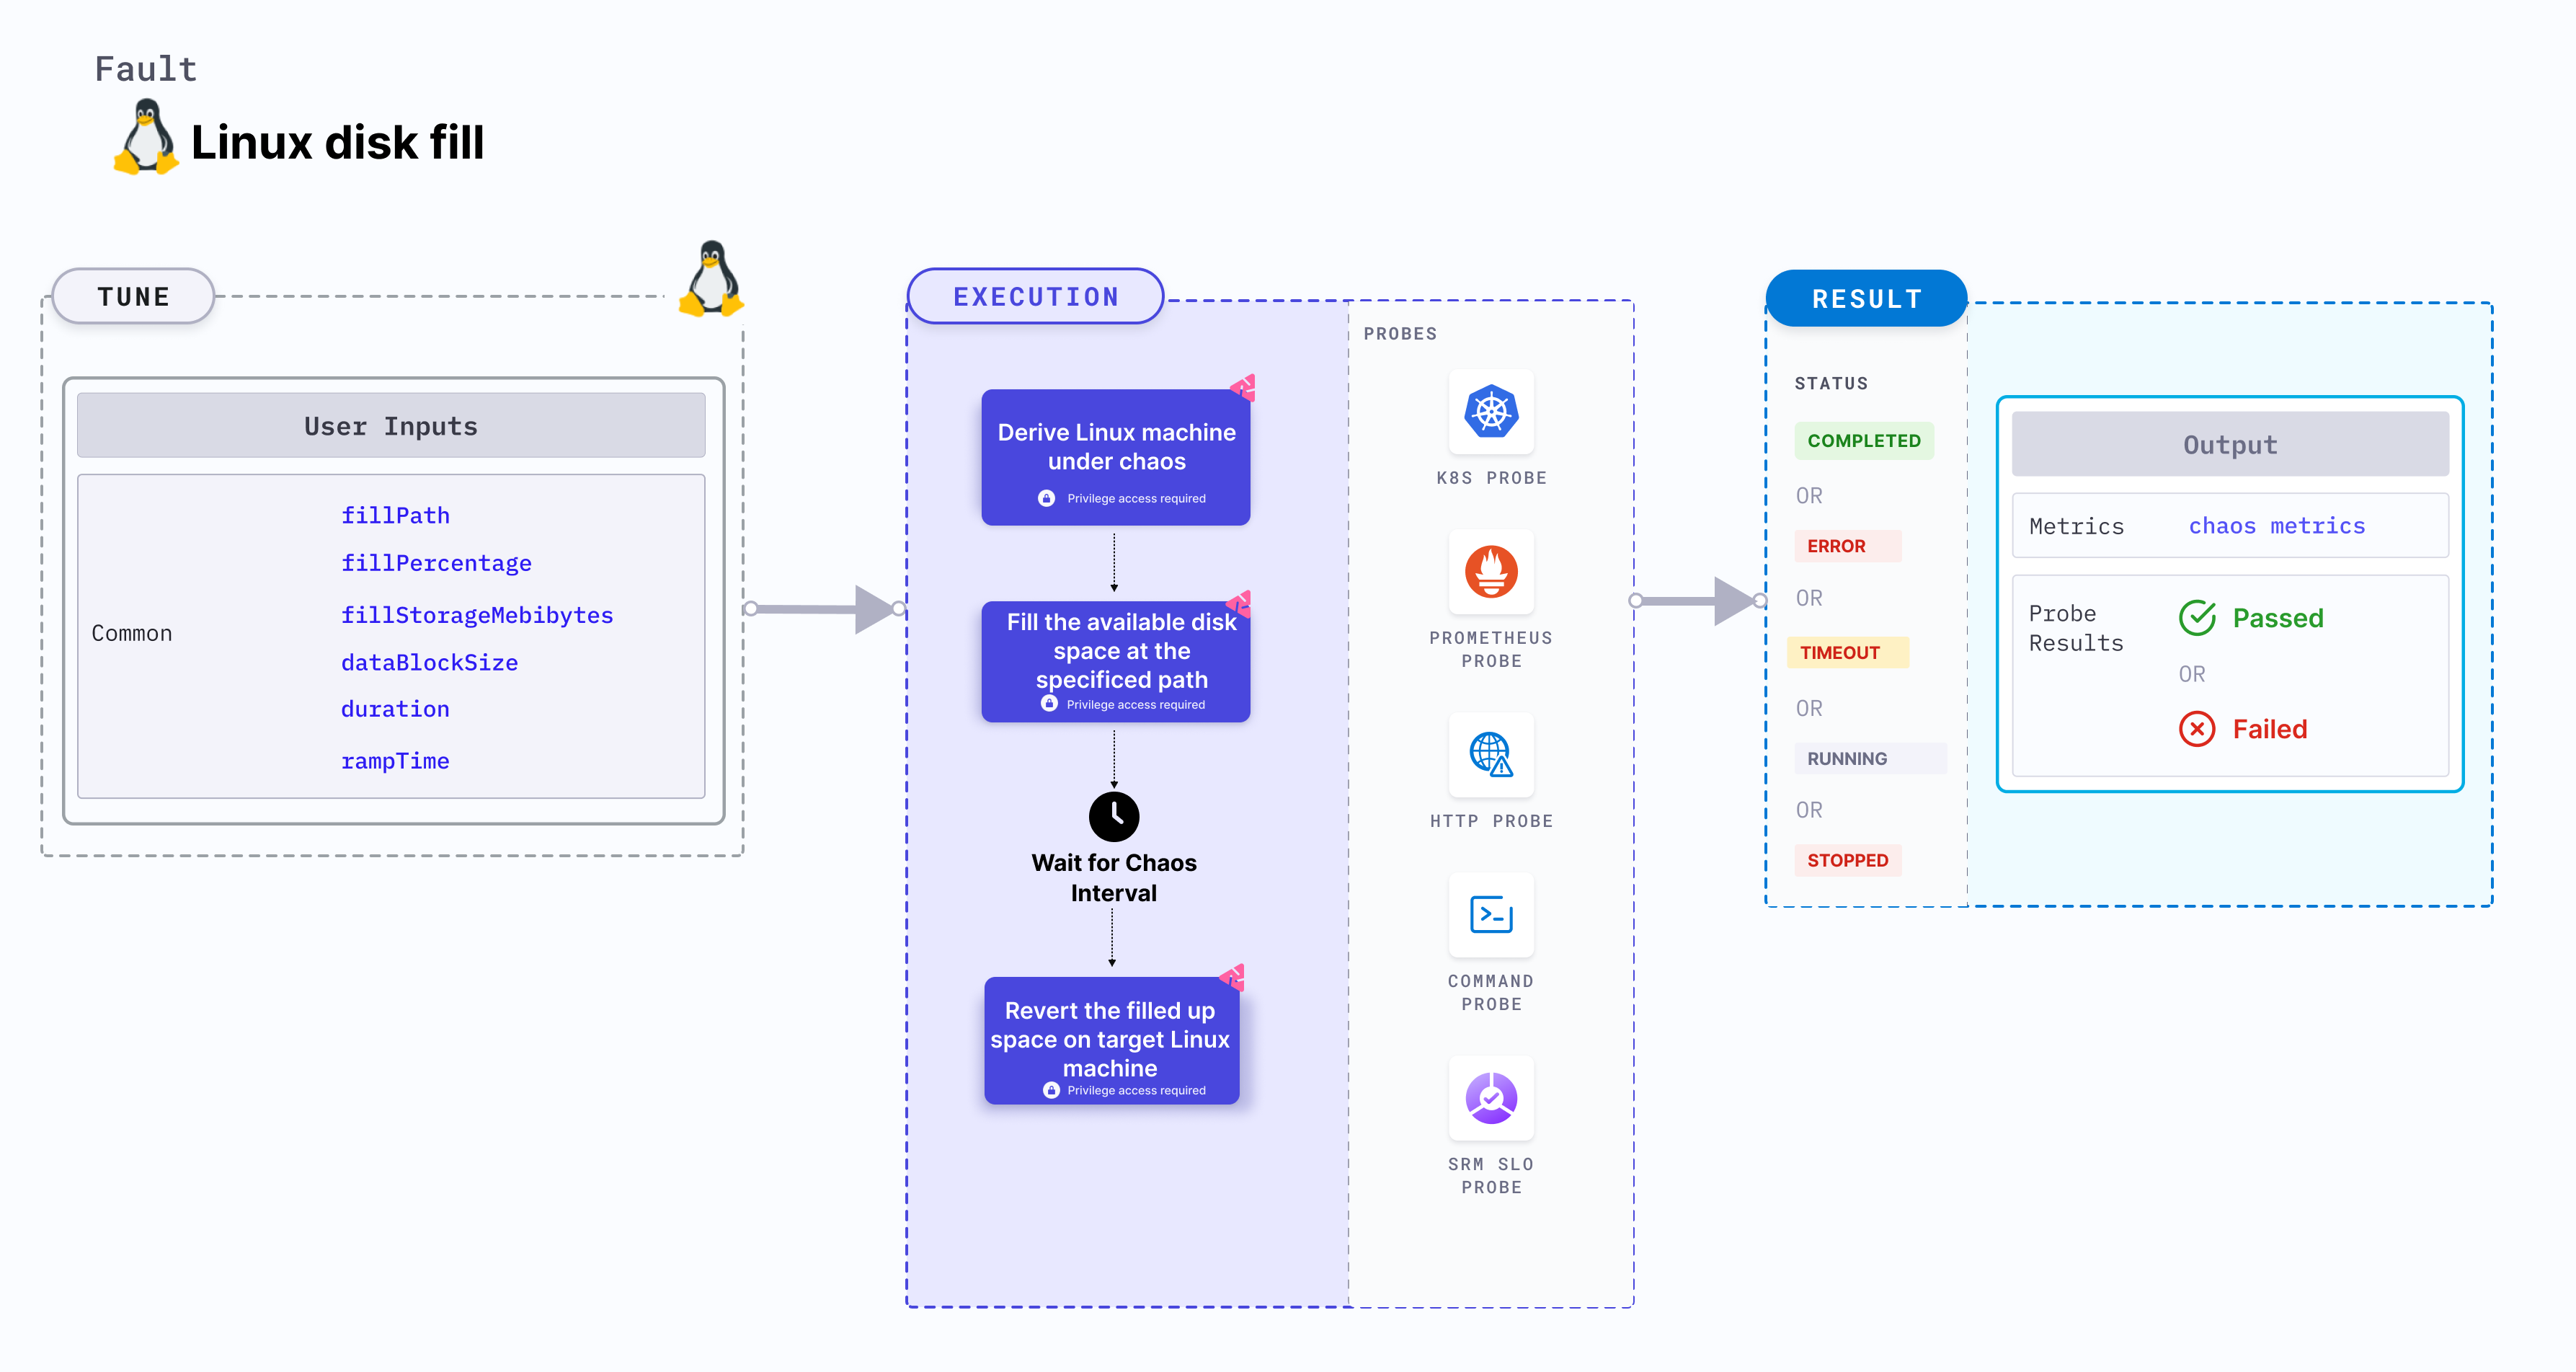 Fault
Linux disk fill
TUNE
User Inputs
Common
fillPath
fillPercentage
fillStorageMebibytes
dataBlockSize
duration
rampTime
EXECUTION
Derive Linux machine
under chaos
Privilege access required
Fill the available disk
space at the
specificed path
Privilege access required
Wait for Chaos
Interval
Revert the filled up
space on target Linux
machine
Privilege access required
PROBES
K8S PROBE
PROMETHEUS
PROBE
HTTP PROBE
COMMAND
PROBE
SRM SLO
PROBE
RESULT
STATUS
COMPLETED
OR
ERROR
OR
TIMEOUT
OR
RUNNING
OR
STOPPED
Output
Metrics
chaos metrics
Probe
Results
Passed
OR
Failed